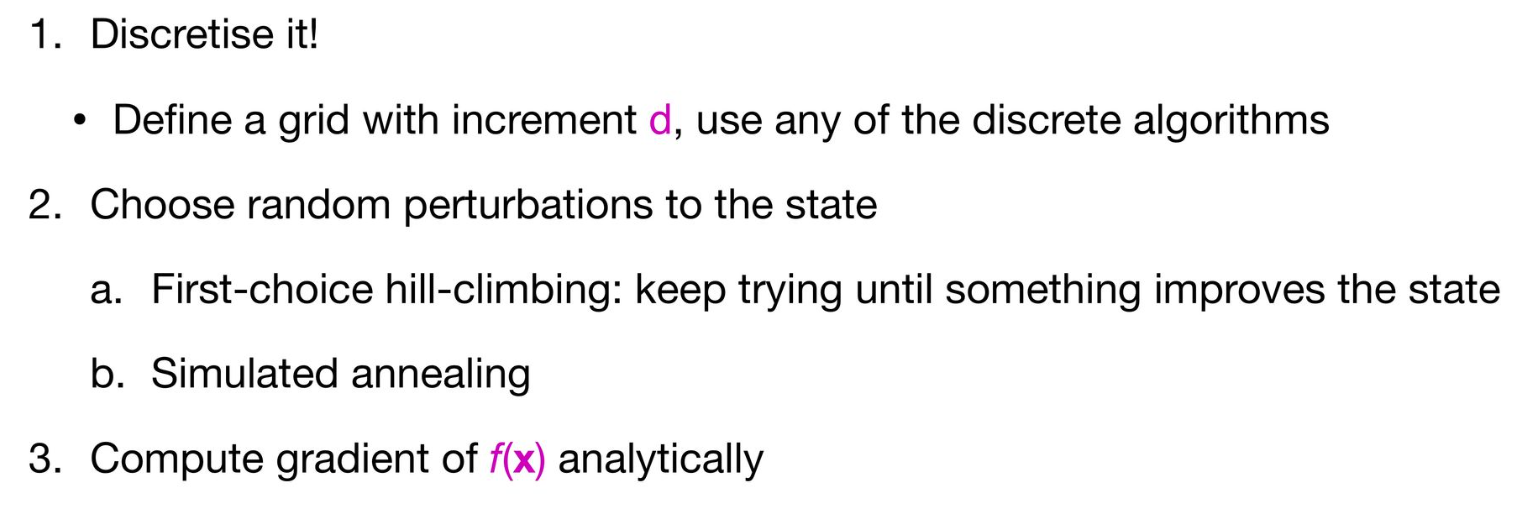 1. Discretise it!
• Define a grid with increment d, use any of the discrete algorithms
2. Choose random perturbations to the state
a. First-choice hill-climbing: keep trying until something improves the state
b. Simulated annealing
3. Compute gradient of f(x) analytically